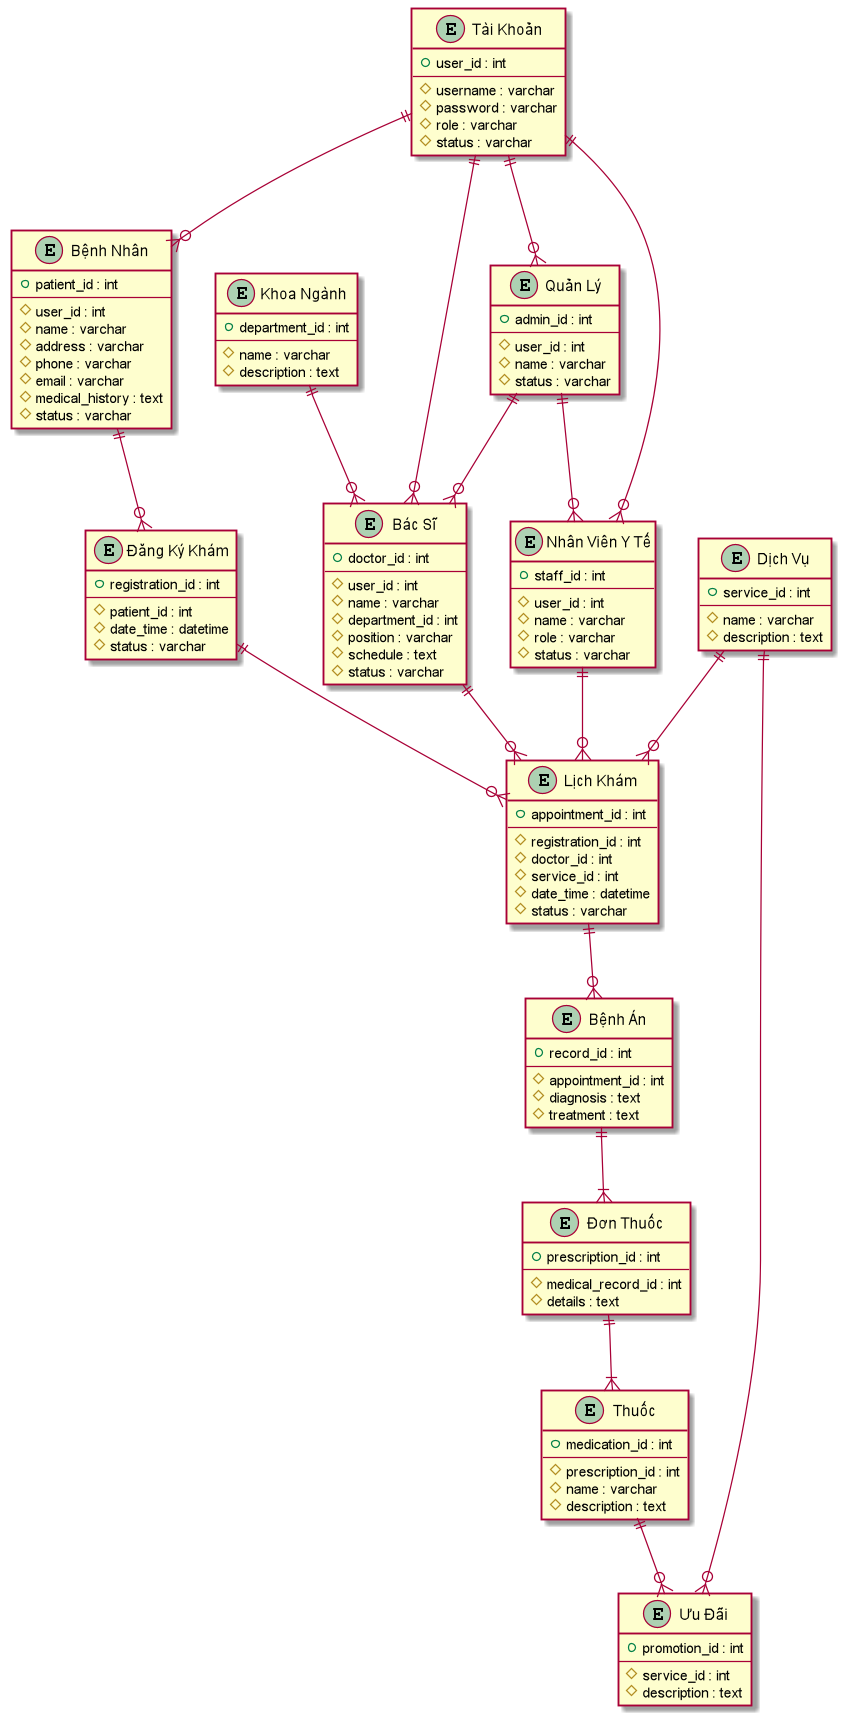 E Tài Khoản
user_id : int
username : varchar
password : varchar
role : varchar
status : varchar
E Bệnh Nhân
patient_id : int
user_id : int
name : varchar
address : varchar
phone : varchar
email : varchar
medical_history : text
status : varchar
E Khoa Ngành
department_id : int
name : varchar
description : text
E Quản Lý
admin_id : int
user_id : int
name : varchar
status : varchar
E Đăng Ký Khám
registration_id : int
patient_id : int
date_time : datetime
status : varchar
E Bác Sĩ
doctor_id : int
user_id : int
name : varchar
department_id : int
position : varchar
schedule : text
status : varchar
E Nhân Viên Y Tế
staff_id : int
user_id : int
name : varchar
role : varchar
status : varchar
E Dịch Vụ
service_id : int
name : varchar
description : text
E Lịch Khám
appointment_id : int
registration_id : int
doctor_id : int
service_id : int
date_time : datetime
status : varchar
E Bệnh Án
record_id : int
appointment_id : int
diagnosis : text
treatment : text
E Đơn Thuốc
prescription_id : int
medical_record_id : int
details : text
E Thuốc
medication_id : int
prescription_id : int
name : varchar
description : text
E Ưu Đãi
promotion_id : int
service_id : int
description : text